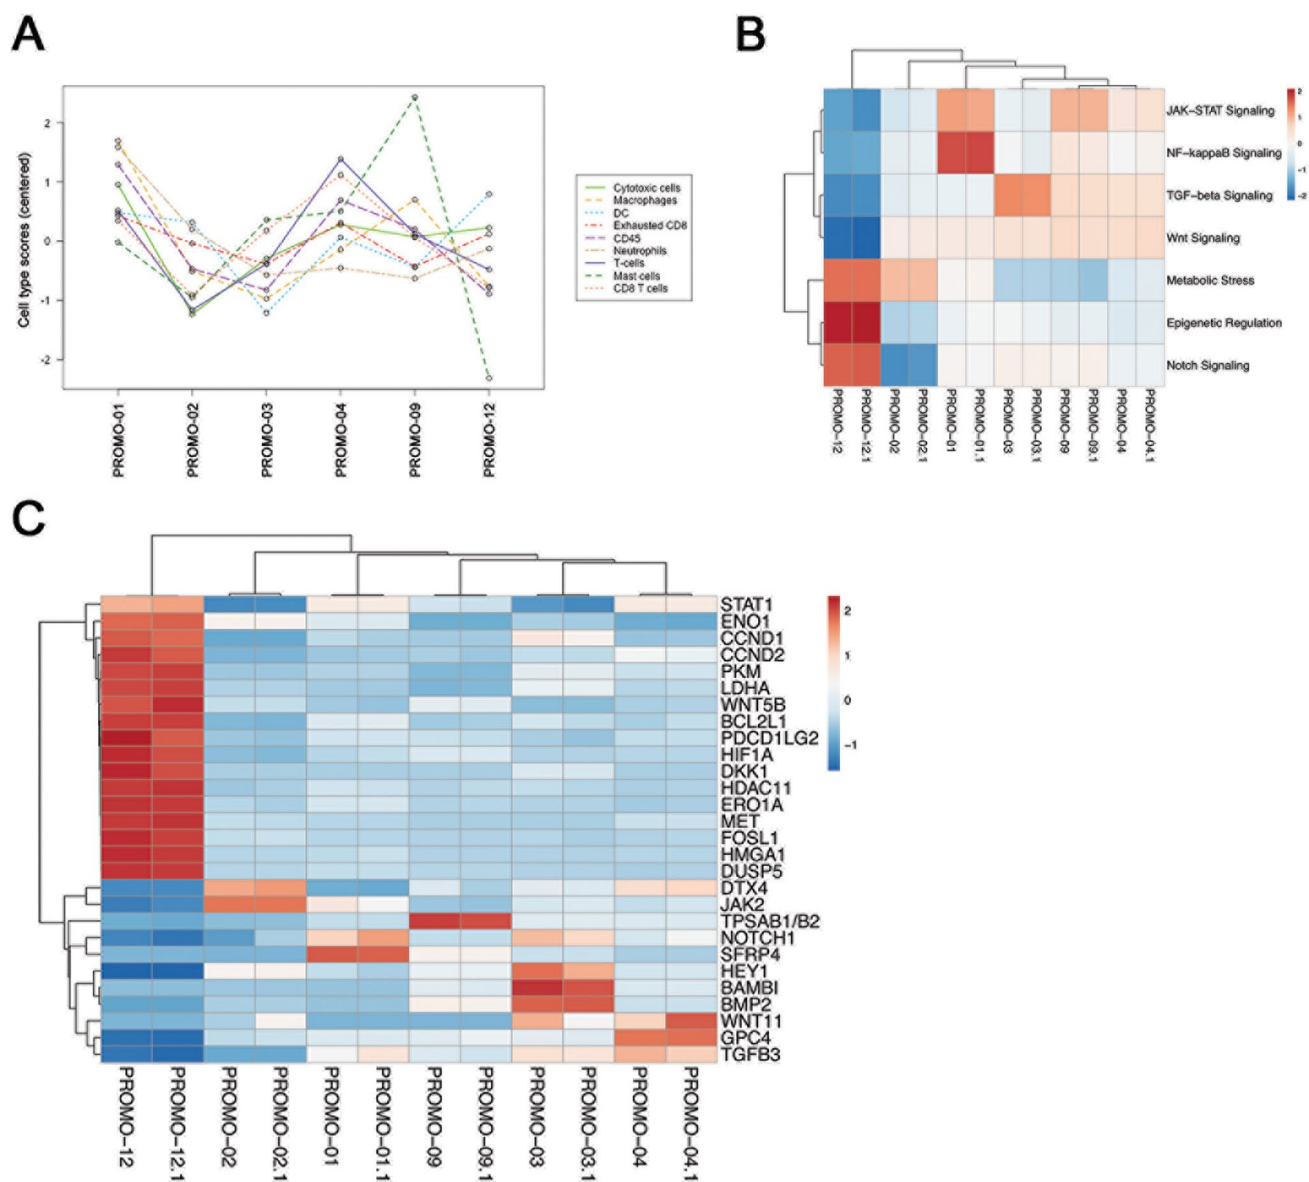 A
Cell type scores (centered)
2
1
0
-1
-2
PROMO-01
PROMO-02
PROMO-03
PROMO-04
PROMO-09
PROMO-12
Cytotoxic cells
Macrophages
DC
Exhausted CD8
CD45
Neutrophils
T-cells
Mast cells
CD8 T cells
B
JAK-STAT Signaling
NF-kappaB Signaling
TGF-beta Signaling
Wnt Signaling
Metabolic Stress
Epigenetic Regulation
Notch Signaling
2
1
0
-1
-2
PROMO-12
PROMO-12.1
PROMO-02
PROMO-02.1
PROMO-01
PROMO-01.1
PROMO-03
PROMO-03.1
PROMO-09
PROMO-09.1
PROMO-04
PROMO-04.1
C
STAT1
ENO1
CCND1
CCND2
PKM
LDHA
WNT5B
BCL2L1
PDCD1LG2
HIF1A
DKK1
HDAC11
ERO1A
MET
FOSL1
HMGA1
DUSP5
DTX4
JAK2
TPSAB1/B2
NOTCH1
SFRP4
HEY1
BAMBI
BMP2
WNT11
GPC4
TGFB3
2
1
0
-1
PROMO-12
PROMO-12.1
PROMO-02
PROMO-02.1
PROMO-01
PROMO-01.1
PROMO-09
PROMO-09.1
PROMO-03
PROMO-03.1
PROMO-04
PROMO-04.1